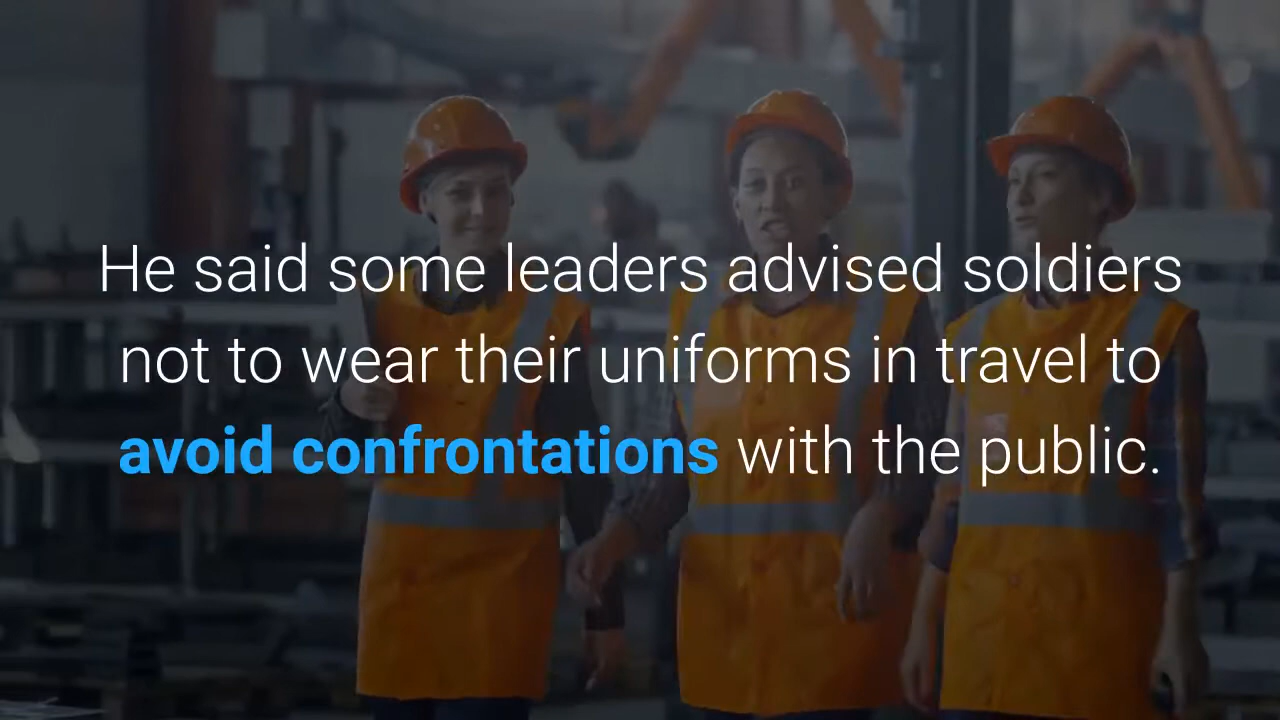 He said some leaders advised soldiers
not to wear their uniforms in travel to
avoid confrontations with the public.